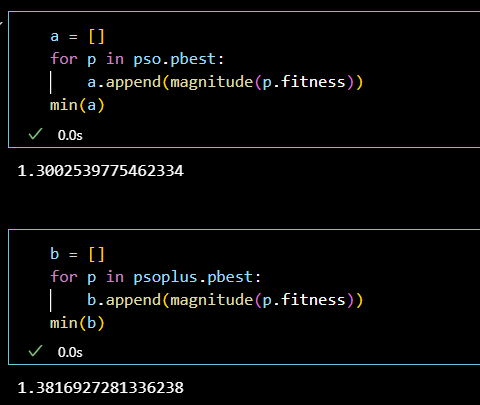 a = []
for p in pso.pbest:
    a.append(magnitude(p.fitness))
min(a)
0.0s
1.3002539775462334
b = []
for p in psoplus.pbest:
    b.append(magnitude(p.fitness))
min(b)
0.0s
1.3816927281336238